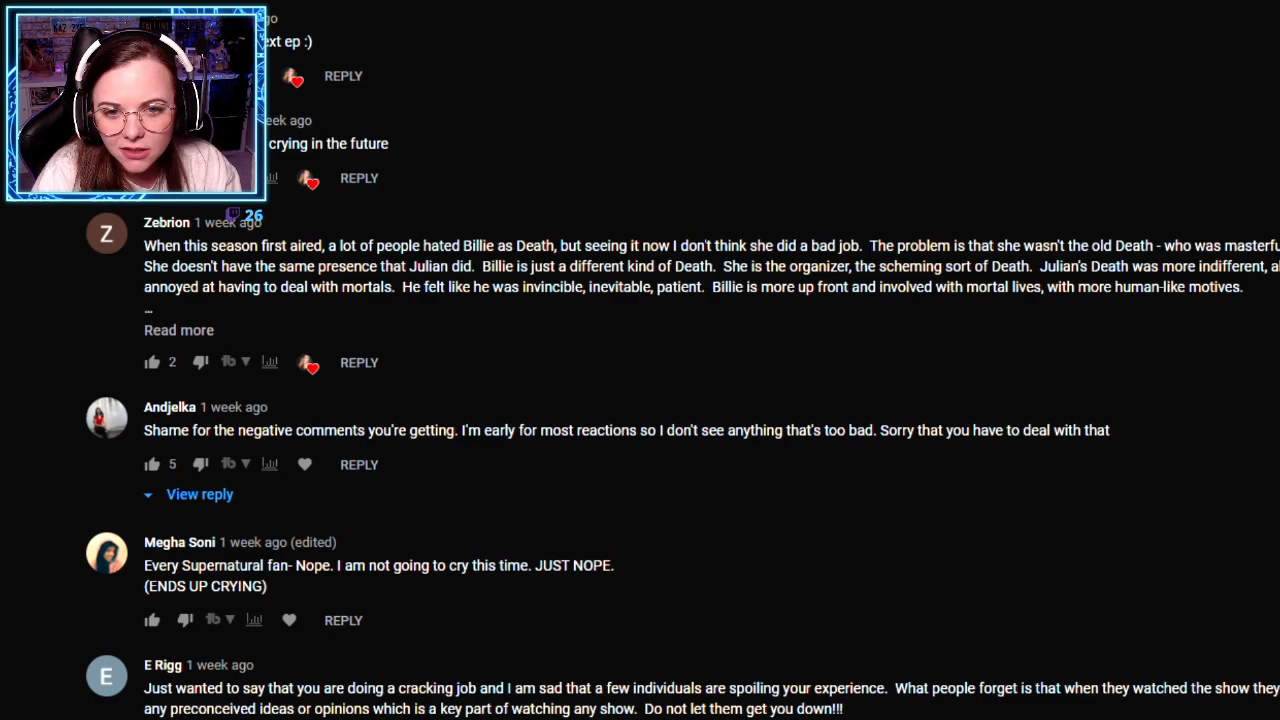 go
ext ep :)
REPLY
eek ago
crying in the future
REPLY
26
Z
Zebrion 1 week ago
When this season first aired, a lot of people hated Billie as Death, but seeing it now I don't think she did a bad job. The problem is that she wasn't the old Death - who was masterfu
She doesn't have the same presence that Julian did. Billie is just a different kind of Death. She is the organizer, the scheming sort of Death. Julian's Death was more indifferent, al
annoyed at having to deal with mortals. He felt like he was invincible, inevitable, patient. Billie is more up front and involved with mortal lives, with more human-like motives.
...
Read more
2 REPLY
Andjelka 1 week ago
Shame for the negative comments you're getting. I'm early for most reactions so I don't see anything that's too bad. Sorry that you have to deal with that
5 REPLY
View reply
Megha Soni 1 week ago (edited)
Every Supernatural fan- Nope. I am not going to cry this time. JUST NOPE.
(ENDS UP CRYING)
REPLY
E
E Rigg 1 week ago
Just wanted to say that you are doing a cracking job and I am sad that a few individuals are spoiling your experience. What people forget is that when they watched the show they
any preconceived ideas or opinions which is a key part of watching any show. Do not let them get you down!!!